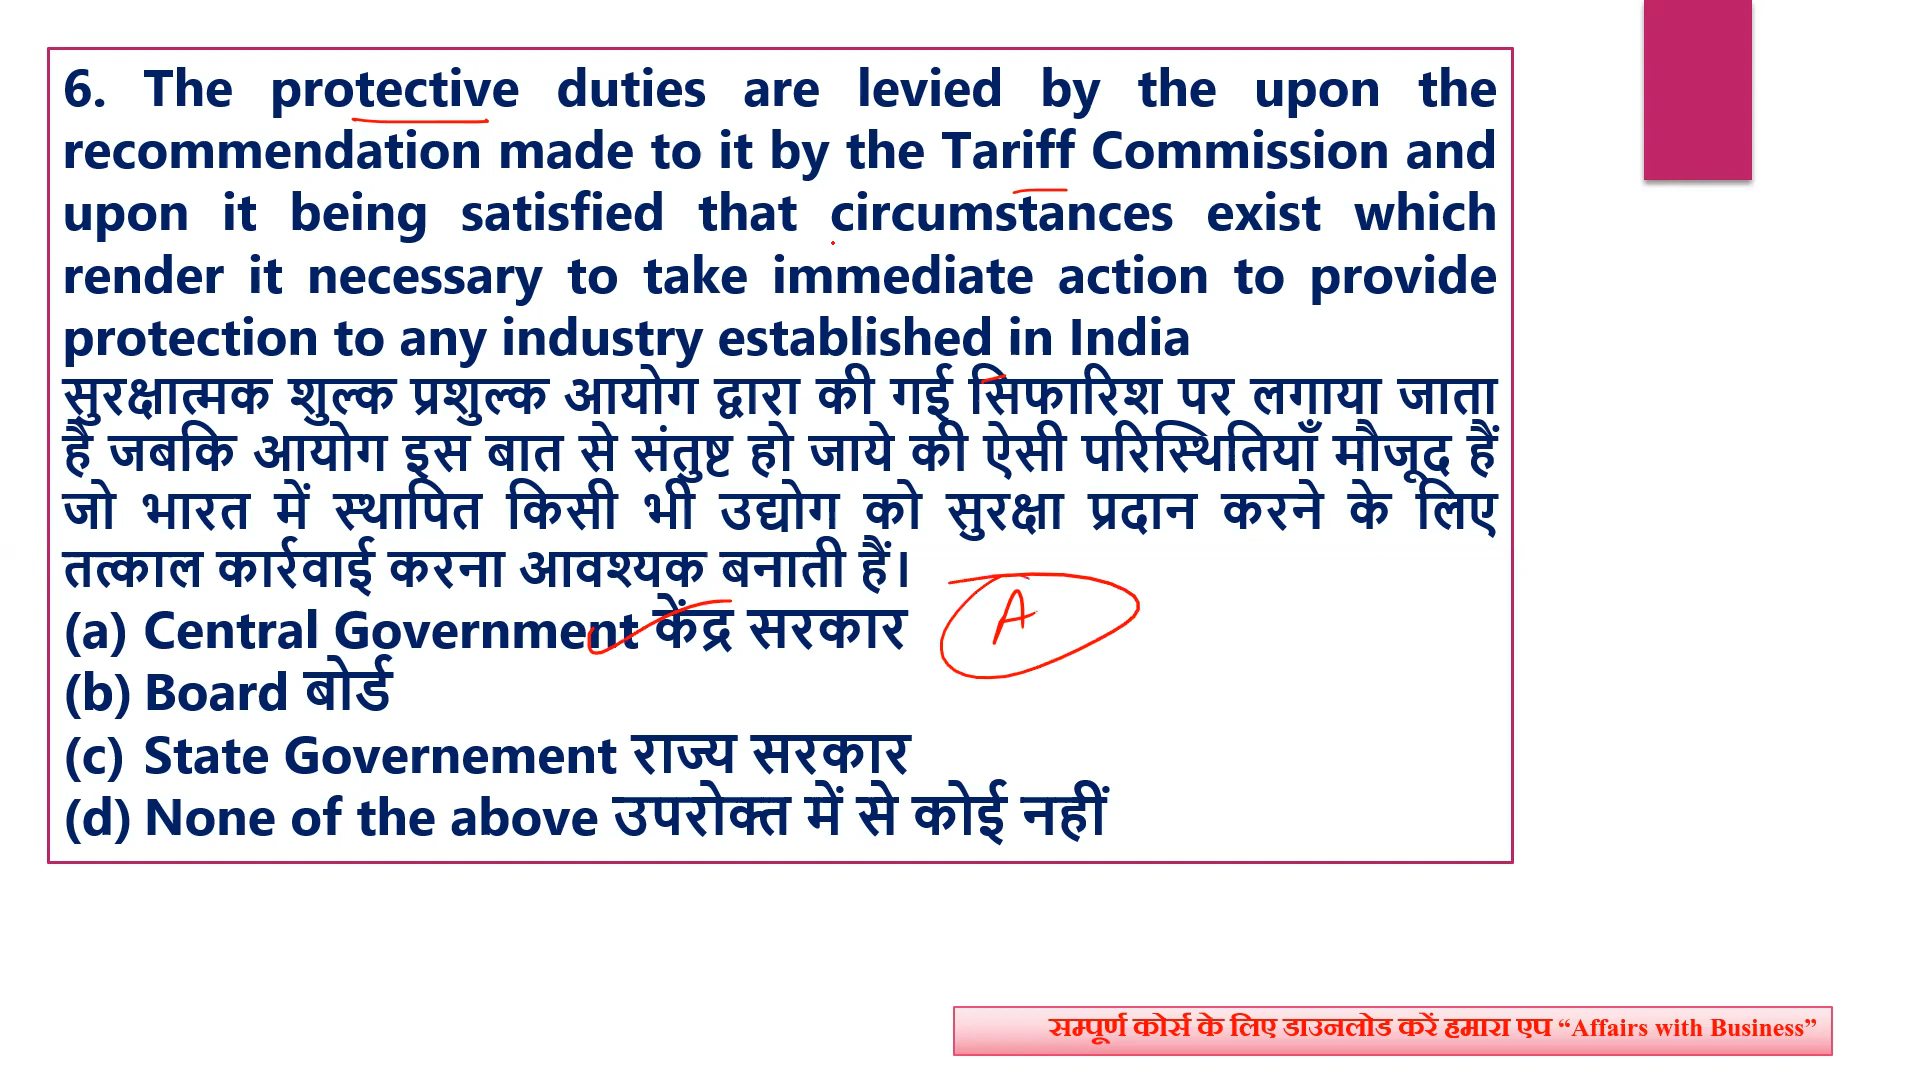 6. The protective duties are levied by the upon the
recommendation made to it by the Tariff Commission and
upon it being satisfied that circumstances exist which
render it necessary to take immediate action to provide
protection to any industry established in India
सुरक्षात्मक शुल्क प्रशुल्क आयोग द्वारा की गई सिफारिश पर लगाया जाता
है जबकि आयोग इस बात से संतुष्ट हो जाये की ऐसी परिस्थितियाँ मौजूद हैं
जो भारत में स्थापित किसी भी उद्योग को सुरक्षा प्रदान करने के लिए
तत्काल कार्रवाई करना आवश्यक बनाती हैं।
(a) Central Government केंद्र सरकार A
(b) Board बोर्ड
(c) State Governement राज्य सरकार
(d) None of the above उपरोक्त में से कोई नहीं
सम्पूर्ण कोर्स के लिए डाउनलोड करें हमारा एप “Affairs with Business”